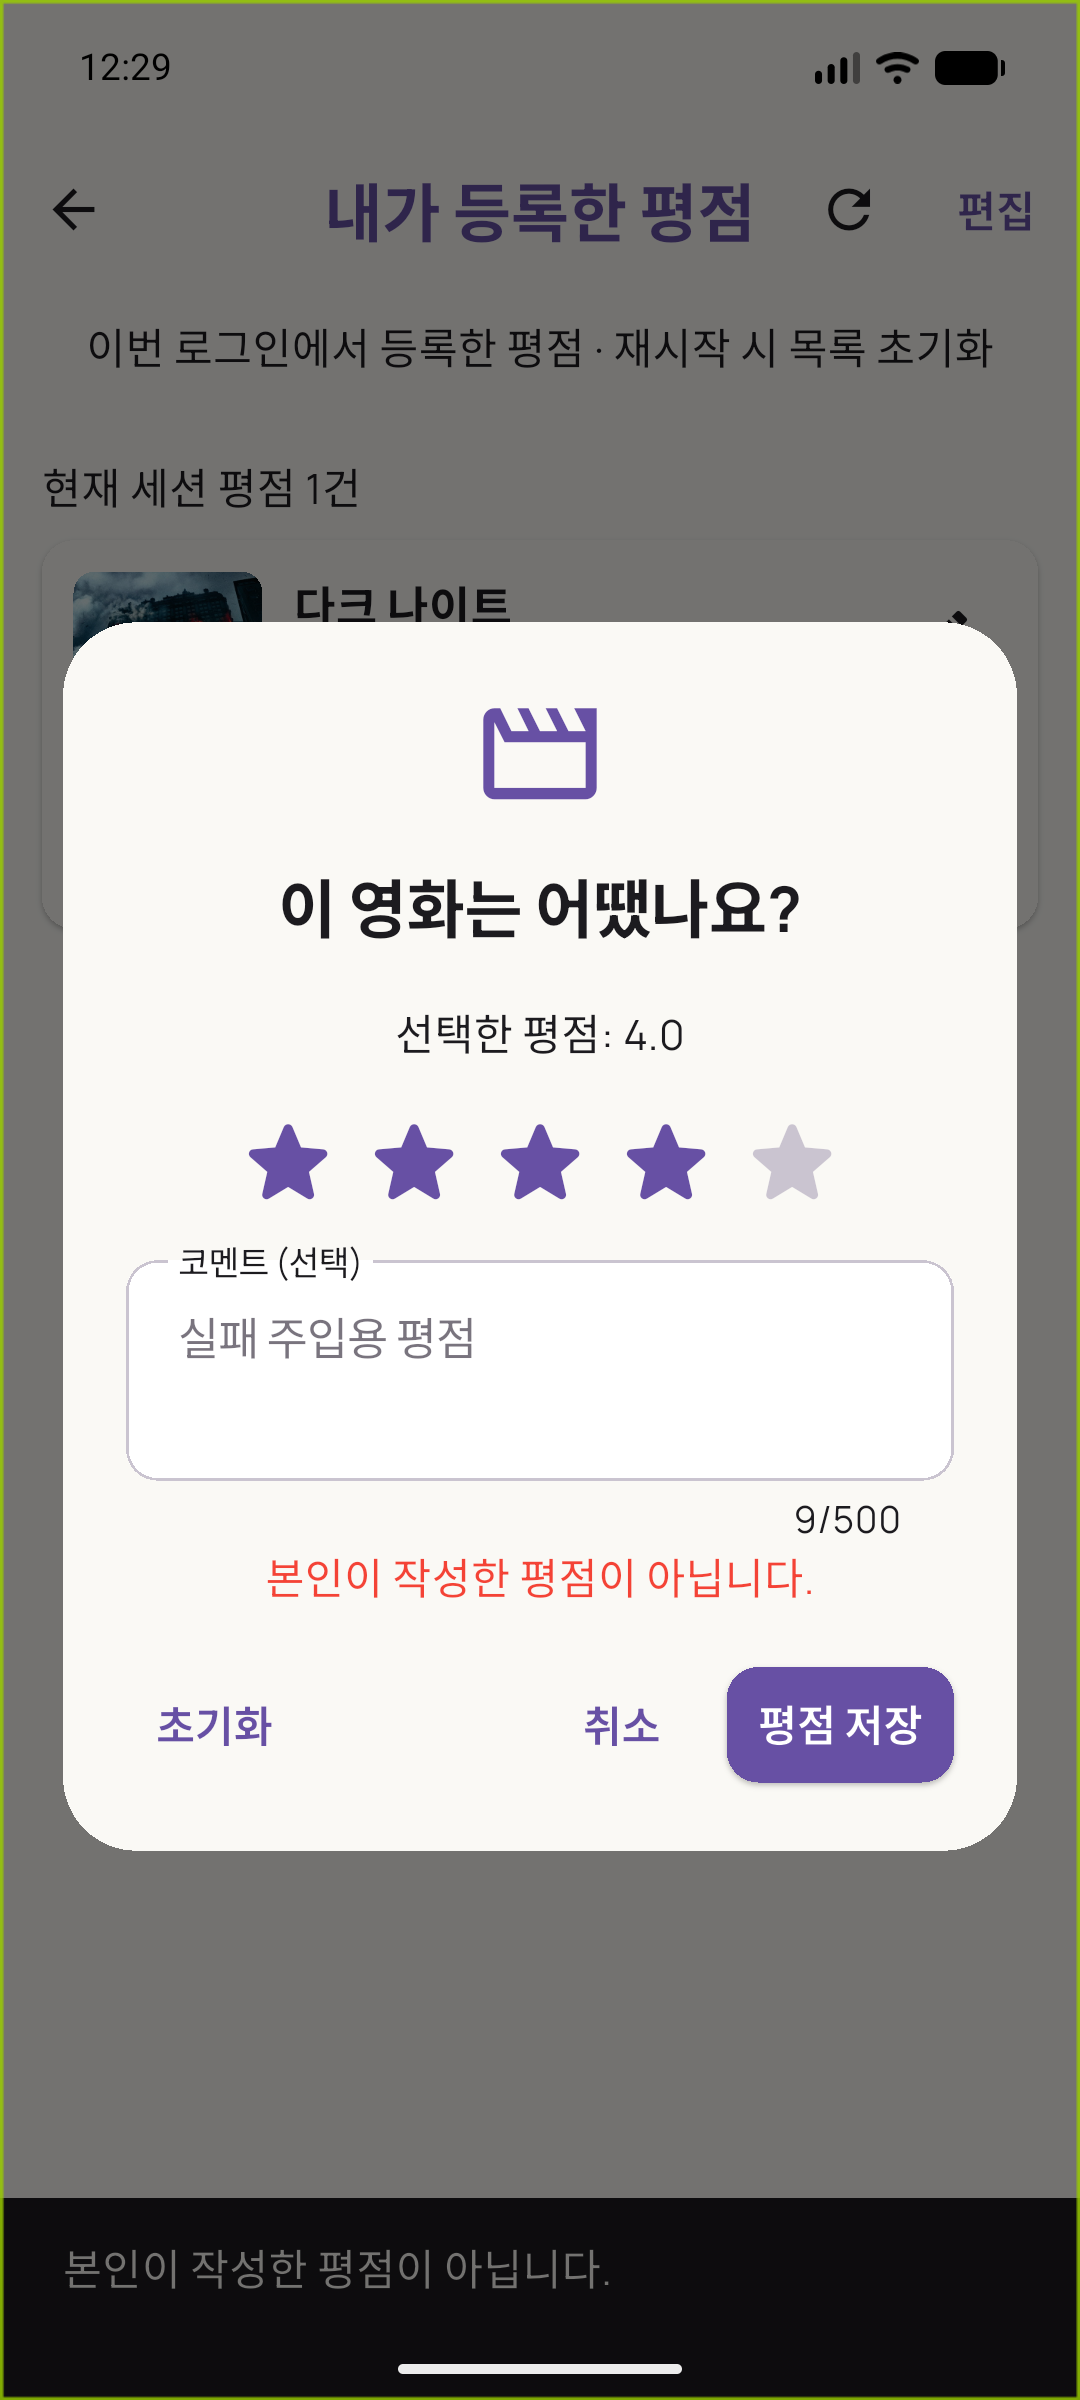 12:29
내가 등록한 평점
편집
이번 로그인에서 등록한 평점 · 재시작 시 목록 초기화
현재 세션 평점 1건
다크 나이트
이 영화는 어땠나요?
선택한 평점: 4.0
코멘트 (선택)
실패 주입용 평점
9/500
본인이 작성한 평점이 아닙니다.
초기화
취소
평점 저장
본인이 작성한 평점이 아닙니다.